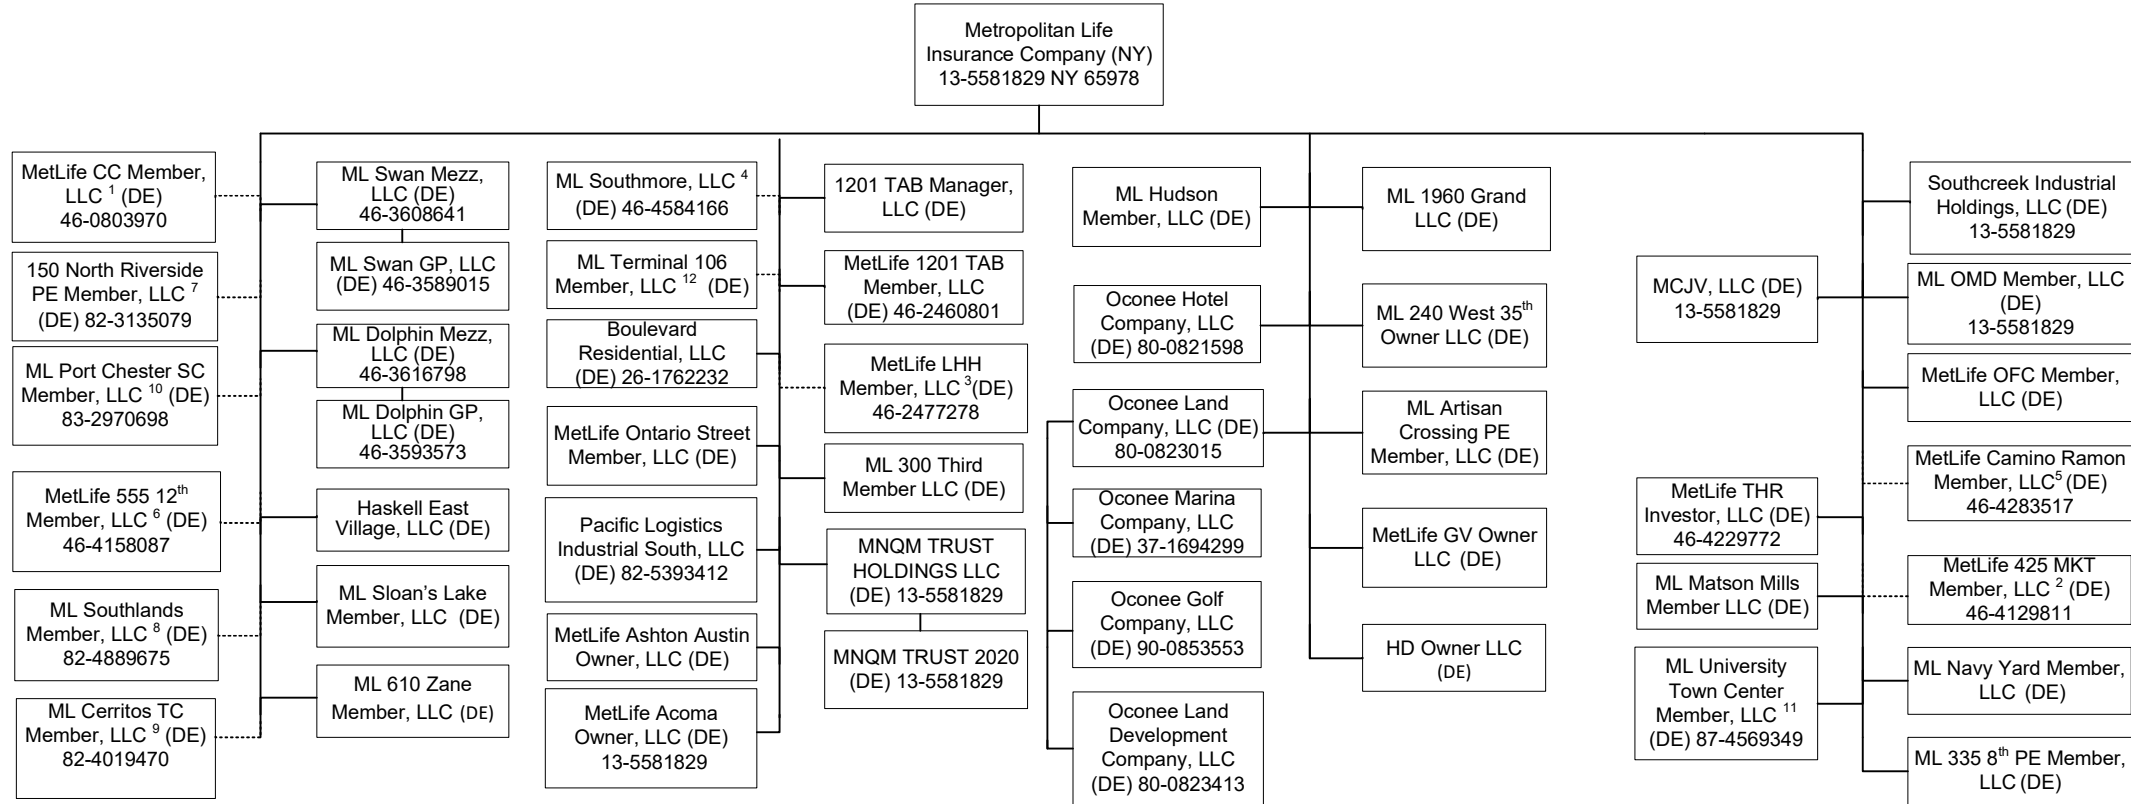 Metropolitan Life
Insurance Company (NY)
13-5581829 NY 65978
MetLife CC Member,
LLC 1 (DE)
46-0803970
150 North Riverside
PE Member, LLC 7
(DE) 82-3135079
ML Port Chester SC
Member, LLC 10 (DE)
83-2970698
MetLife 555 12th
Member, LLC 6 (DE)
46-4158087
ML Southlands
Member, LLC 8 (DE)
82-4889675
ML Cerritos TC
Member, LLC 9 (DE)
82-4019470
ML Swan Mezz,
LLC (DE)
46-3608641
ML Swan GP, LLC
(DE) 46-3589015
ML Dolphin Mezz,
LLC (DE)
46-3616798
ML Dolphin GP,
LLC (DE)
46-3593573
Haskell East
Village, LLC (DE)
ML Sloan's Lake
Member, LLC (DE)
ML 610 Zane
Member, LLC (DE)
ML Southmore, LLC 4
(DE) 46-4584166
ML Terminal 106
Member, LLC 12 (DE)
Boulevard
Residential, LLC
(DE) 26-1762232
MetLife Ontario Street
Member, LLC (DE)
Pacific Logistics
Industrial South, LLC
(DE) 82-5393412
MetLife Ashton Austin
Owner, LLC (DE)
MetLife Acoma
Owner, LLC (DE)
13-5581829
1201 TAB Manager,
LLC (DE)
MetLife 1201 TAB
Member, LLC
(DE) 46-2460801
MetLife LHH
Member, LLC 3(DE)
46-2477278
ML 300 Third
Member LLC (DE)
MNQM TRUST
HOLDINGS LLC
(DE) 13-5581829
MNQM TRUST 2020
(DE) 13-5581829
ML Hudson
Member, LLC (DE)
Oconee Hotel
Company, LLC
(DE) 80-0821598
Oconee Land
Company, LLC (DE)
80-0823015
Oconee Marina
Company, LLC
(DE) 37-1694299
Oconee Golf
Company, LLC
(DE) 90-0853553
Oconee Land
Development
Company, LLC
(DE) 80-0823413
ML 1960 Grand
LLC (DE)
ML 240 West 35th
Owner LLC (DE)
ML Artisan
Crossing PE
Member, LLC (DE)
MetLife GV Owner
LLC (DE)
HD Owner LLC
(DE)
MCJV, LLC (DE)
13-5581829
MetLife THR
Investor, LLC (DE)
46-4229772
ML Matson Mills
Member LLC (DE)
ML University
Town Center
Member, LLC 11
(DE) 87-4569349
Southcreek Industrial
Holdings, LLC (DE)
13-5581829
ML OMD Member, LLC
(DE)
13-5581829
MetLife OFC Member,
LLC (DE)
MetLife Camino Ramon
Member, LLC5 (DE)
46-4283517
MetLife 425 MKT
Member, LLC 2 (DE)
46-4129811
ML Navy Yard Member,
LLC (DE)
ML 335 8th PE Member,
LLC (DE)